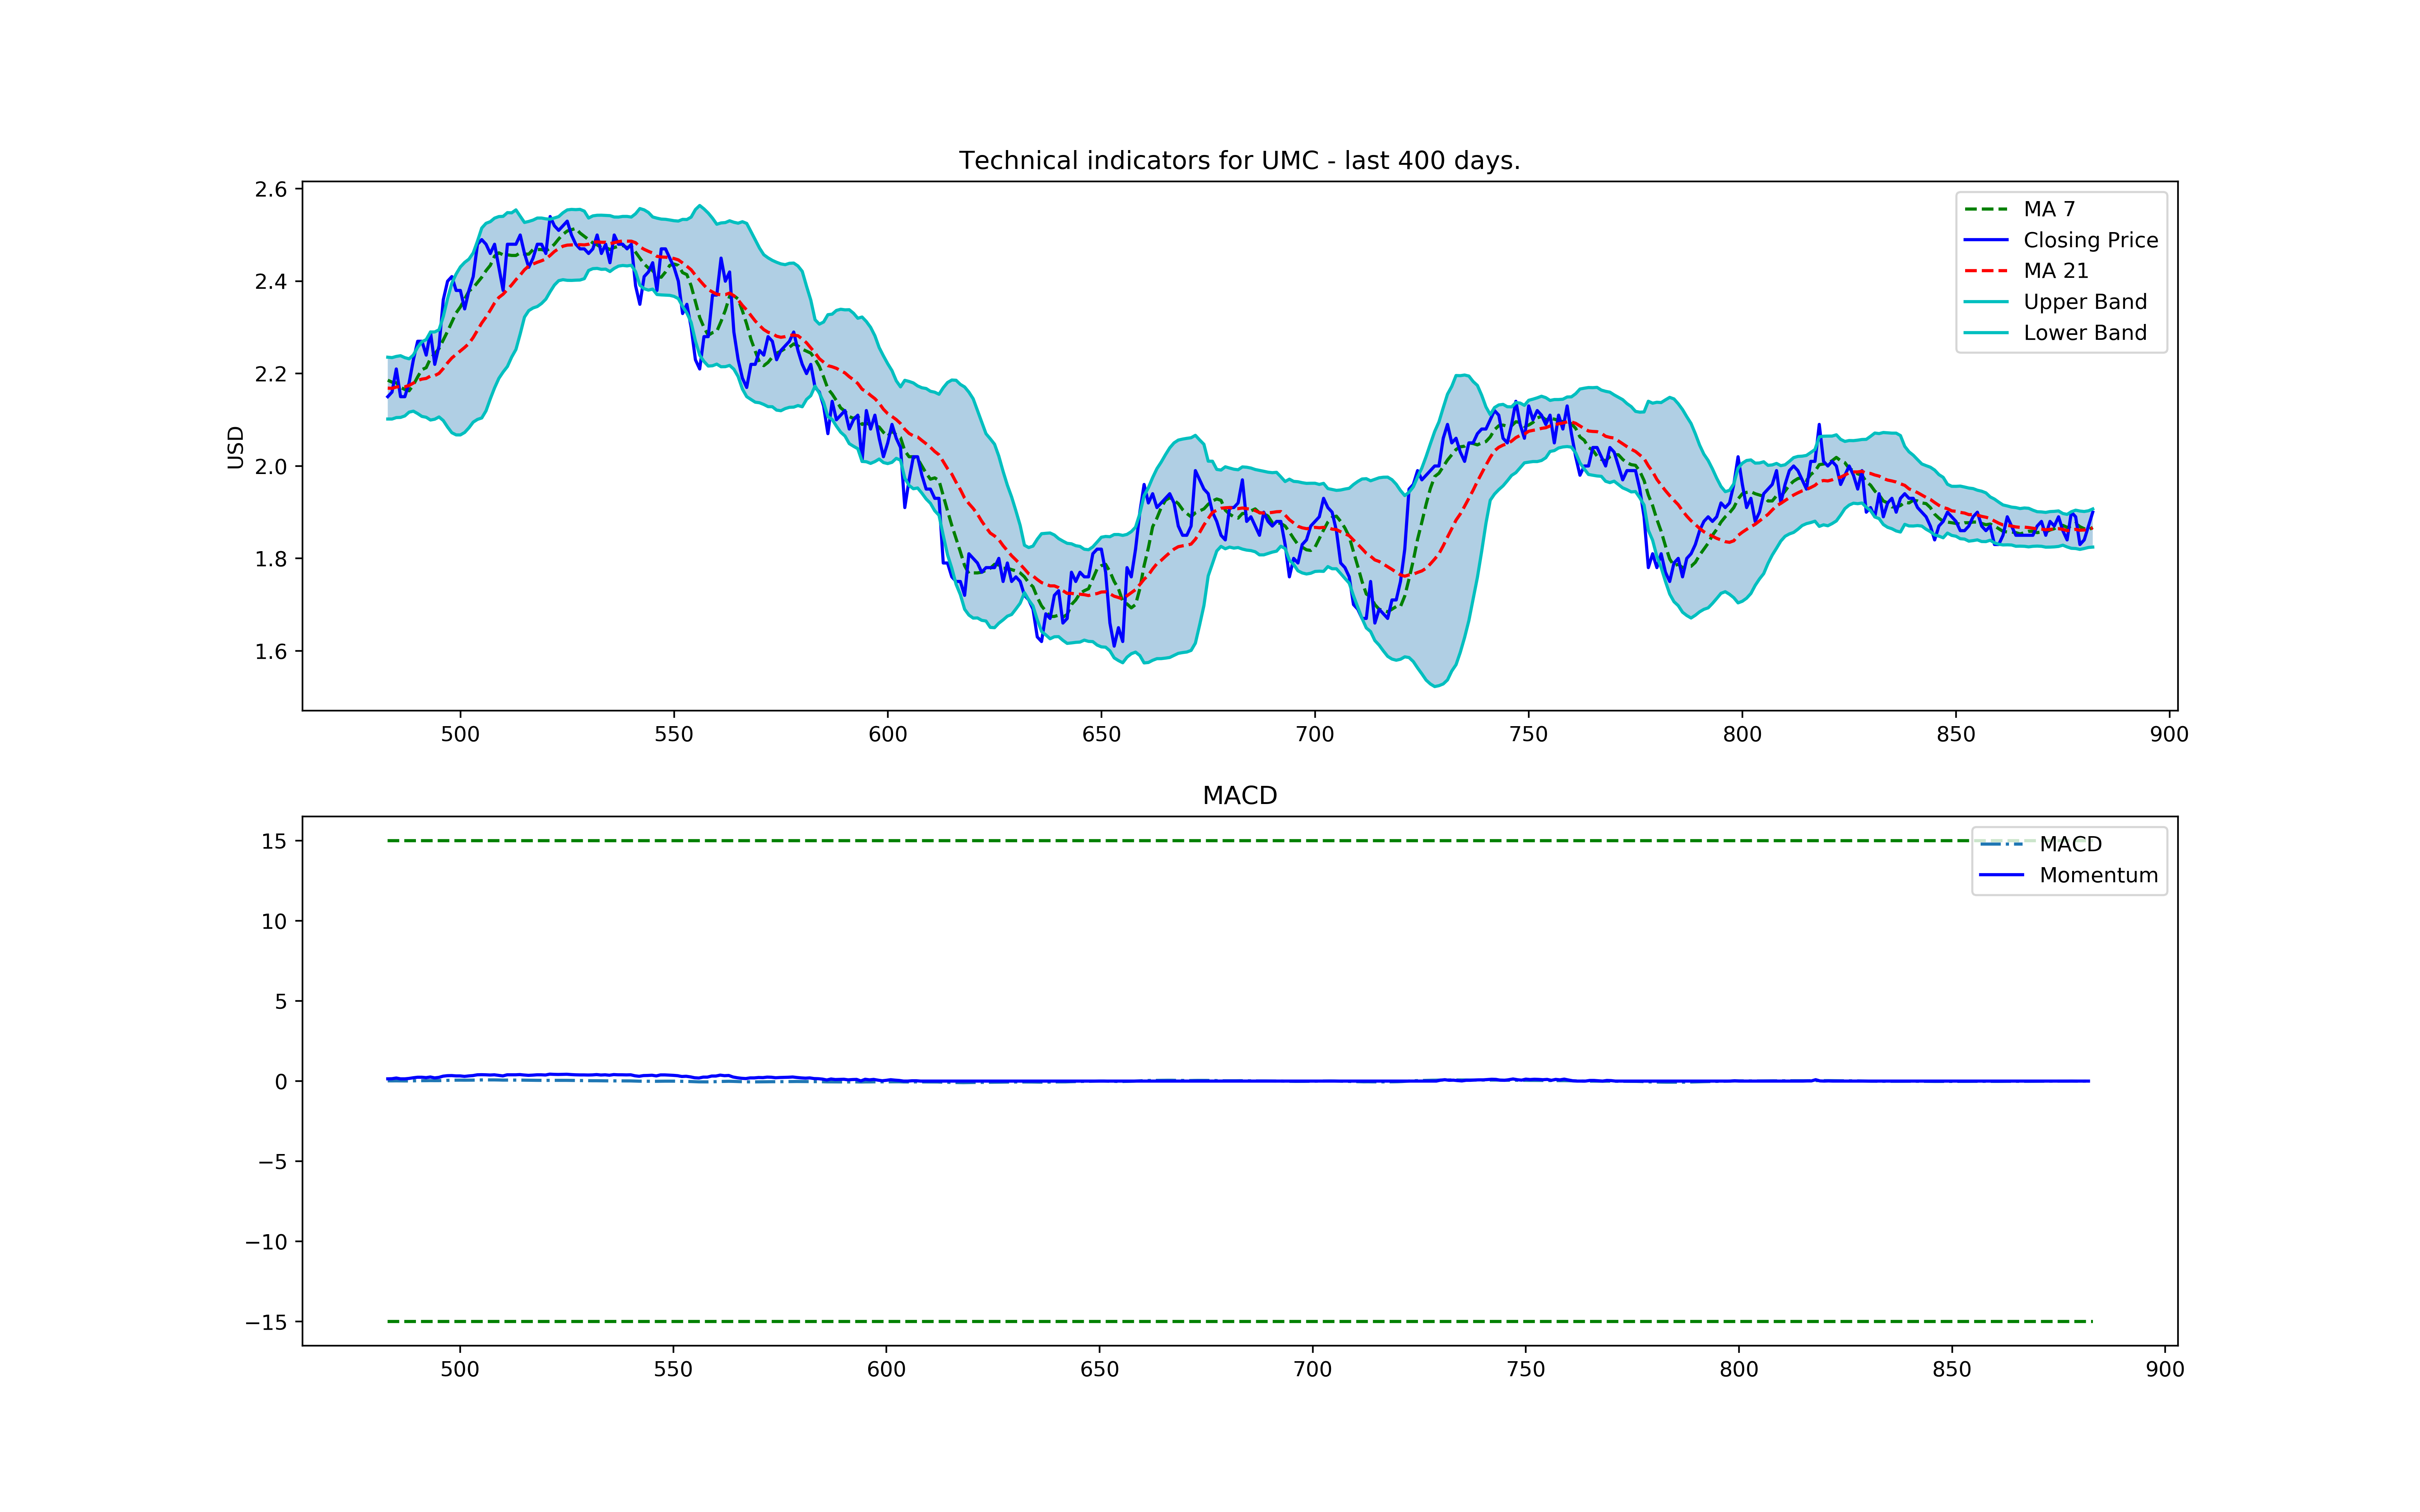 Technical indicators for UMC - last 400 days.
2.6
2.4
2.2
2.0
1.8
1.6
USD
MA 7
Closing Price
MA 21
Upper Band
Lower Band
500 550 600 650 700 750 800 850 900
MACD
15
10
5
0
−5
−10
−15
MACD
Momentum
500 550 600 650 700 750 800 850 900